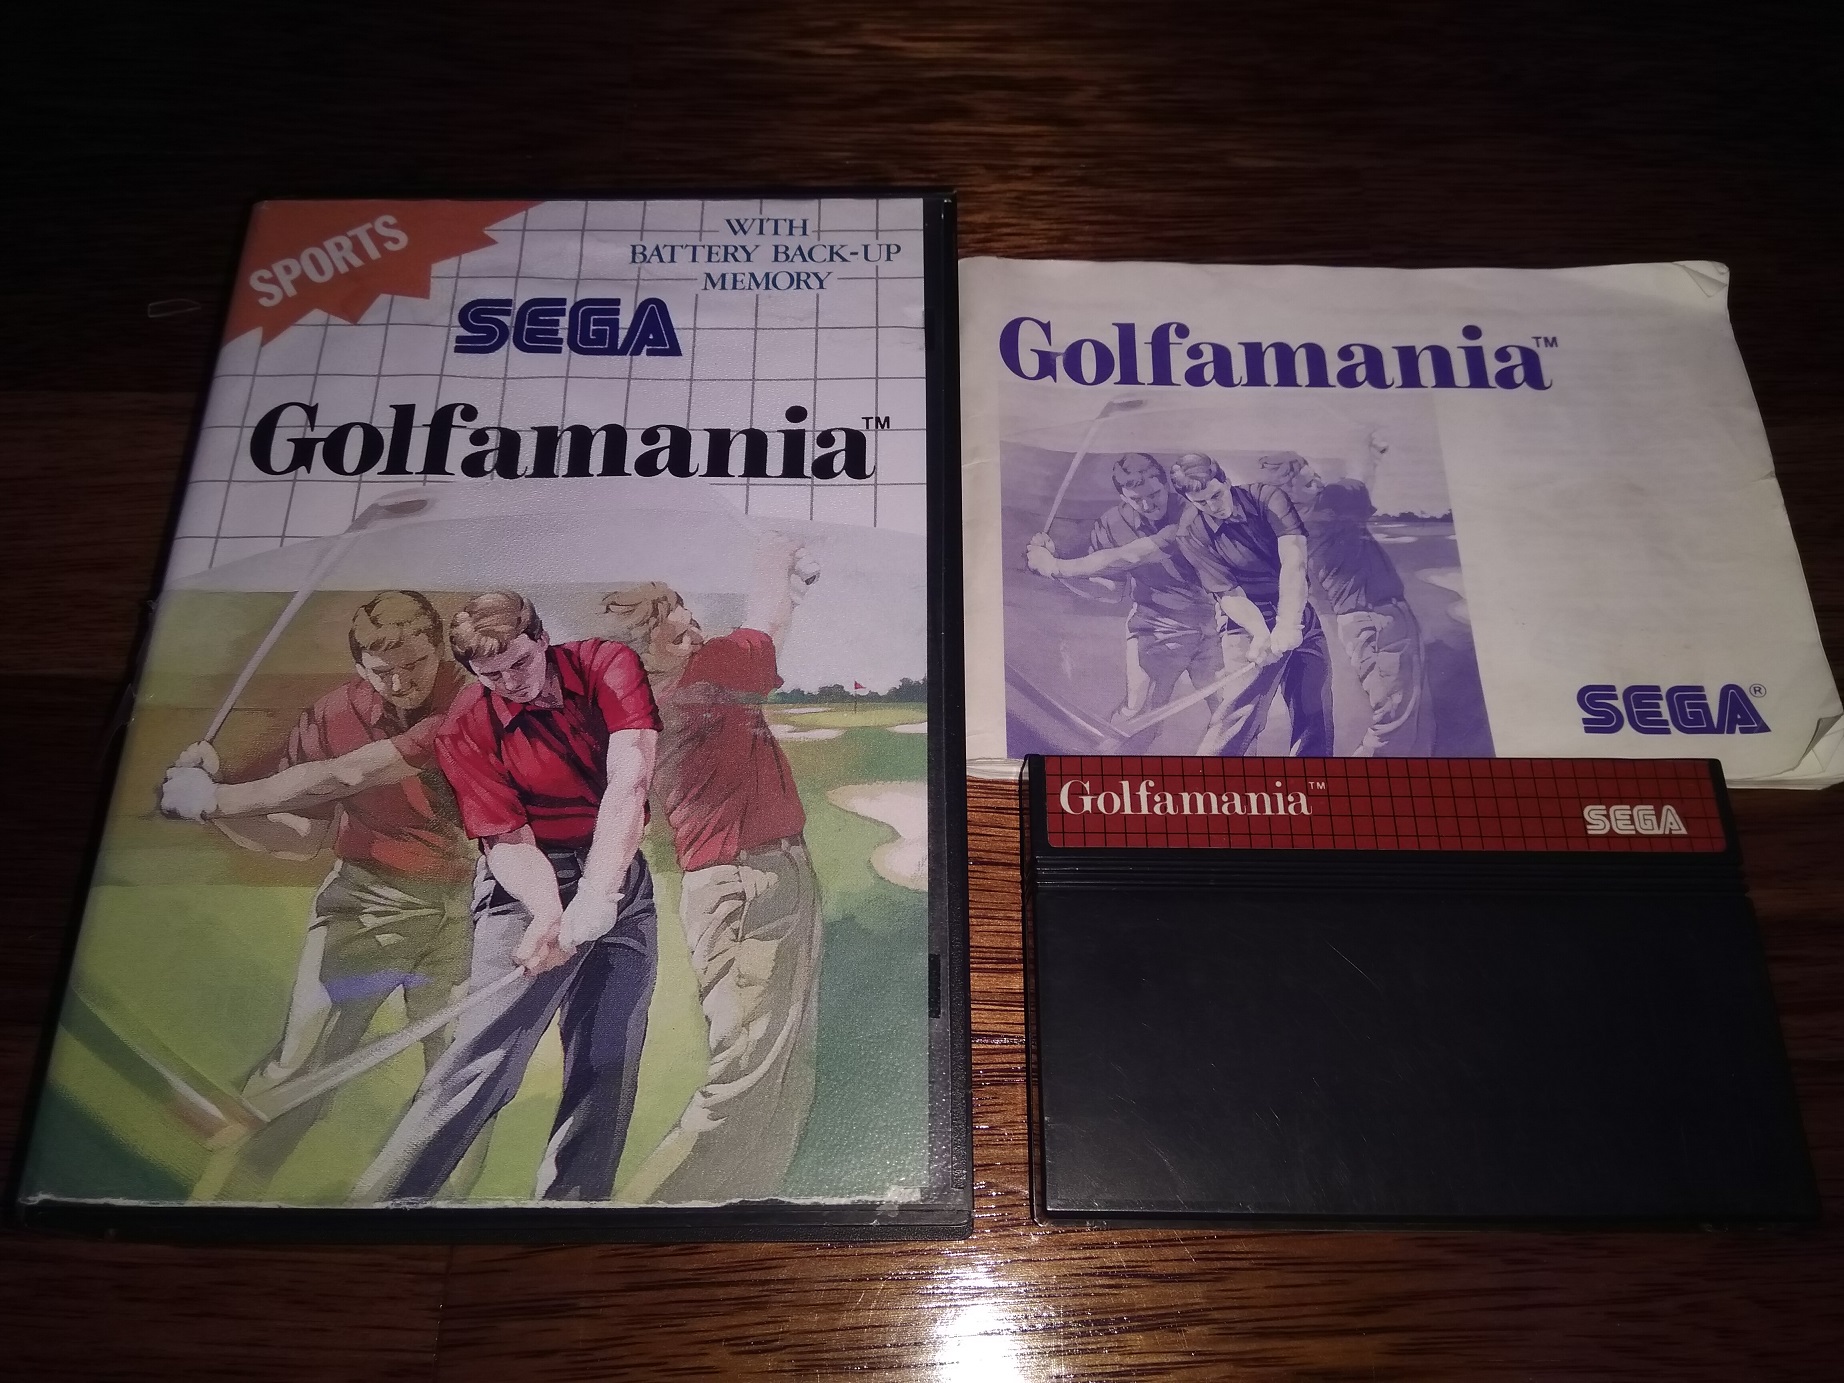 SPORTS
WITH
BATTERY BACK-UP
MEMORY
SEGA
Golfamania™
Golfamania™
SEGA®
Golfamania™
SEGA